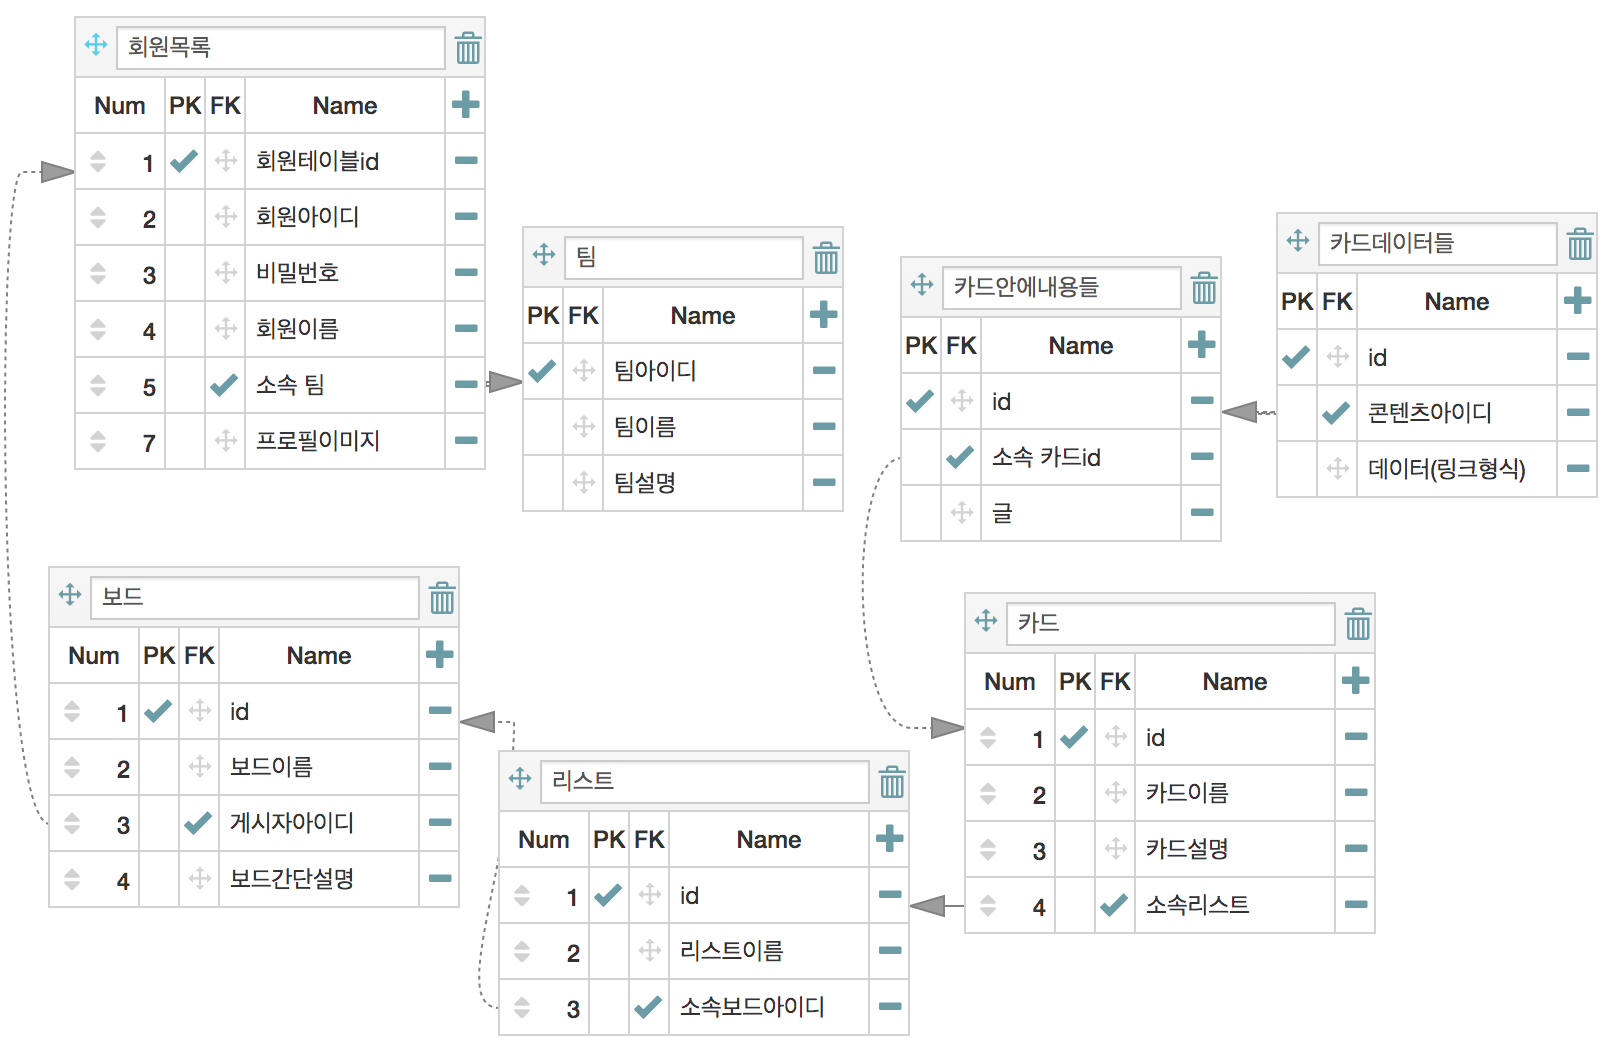 회원목록
Num PK FK Name
1 회원테이블id
2 회원아이디
3 비밀번호
4 회원이름
5 소속 팀
7 프로필이미지
팀
PK FK Name
팀아이디
팀이름
팀설명
카드안에내용들
PK FK Name
id
소속 카드id
글
카드데이터들
PK FK Name
id
콘텐츠아이디
데이터(링크형식)
보드
Num PK FK Name
1 id
2 보드이름
3 게시자아이디
4 보드간단설명
리스트
Num PK FK Name
1 id
2 리스트이름
3 소속보드아이디
카드
Num PK FK Name
1 id
2 카드이름
3 카드설명
4 소속리스트